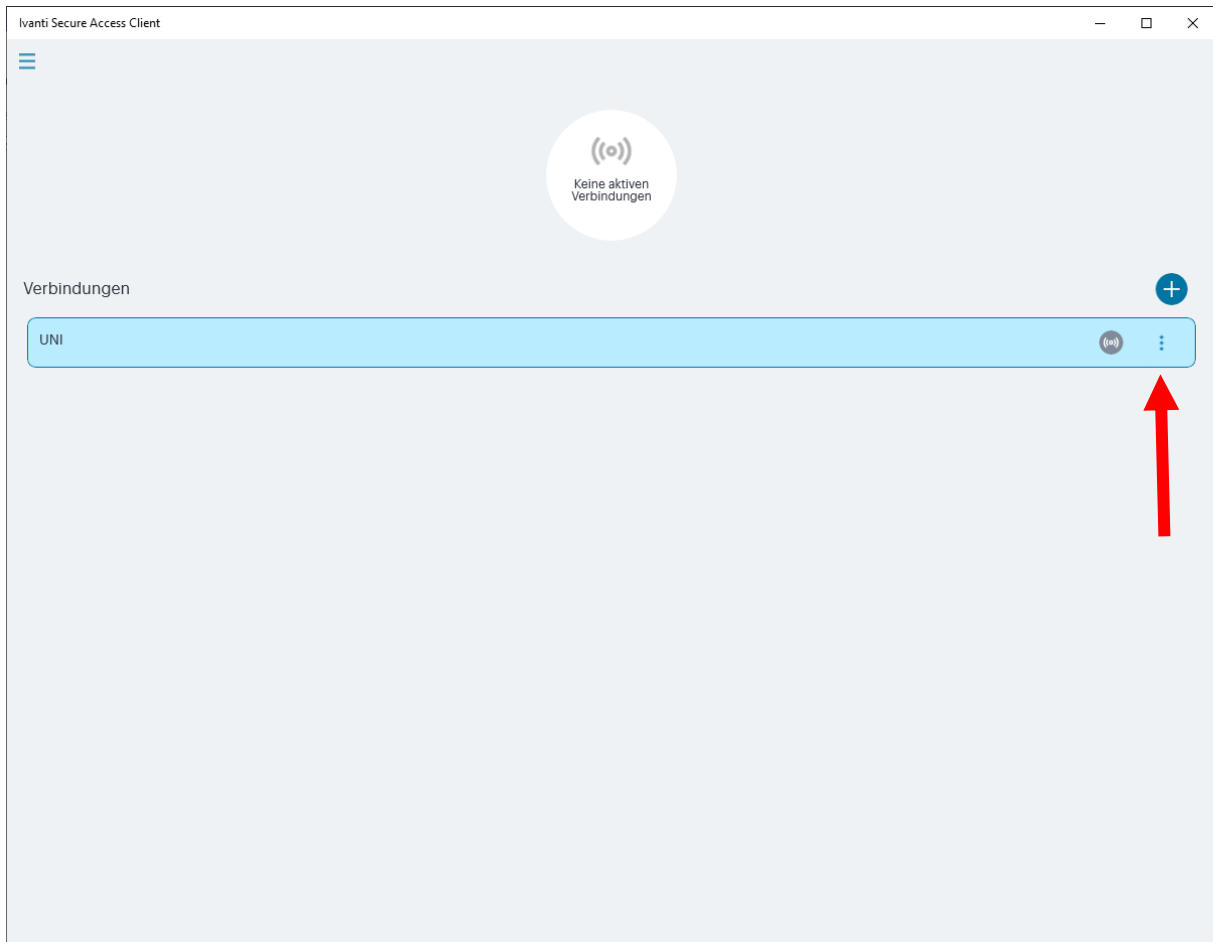 Ivanti Secure Access Client
Keine aktiven
Verbindungen
Verbindungen
UNI